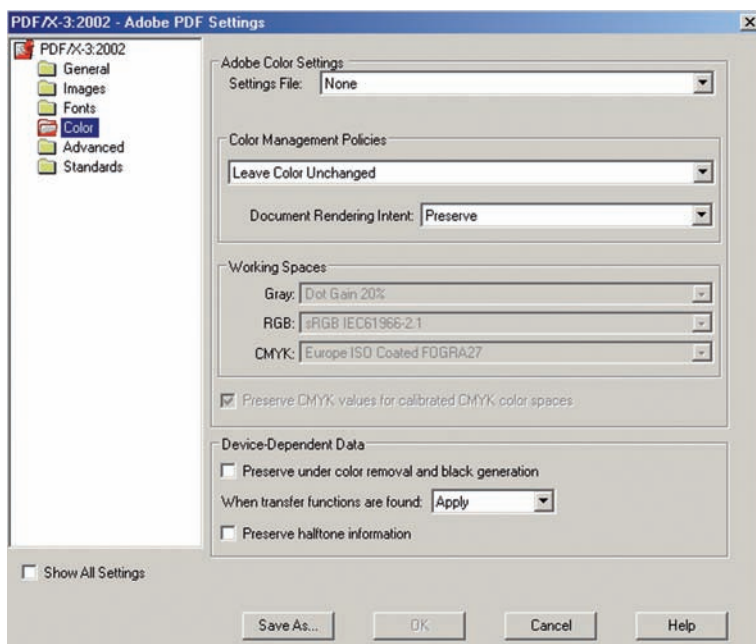 PDF/X-3:2002 - Adobe PDF Settings
PDF/X-3:2002
General
Images
Fonts
Color
Advanced
Standards
Show All Settings
Adobe Color Settings
Settings File: None
Color Management Policies
Leave Color Unchanged
Document Rendering Intent: Preserve
Working Spaces
Gray: Dot Gain 20%
RGB: sRGB IEC61966-2.1
CMYK: Europe ISO Coated FOGRA27
Preserve CMYK values for calibrated CMYK color spaces
Device-Dependent Data
Preserve under color removal and black generation
When transfer functions are found: Apply
Preserve halftone information
Save As... OK Cancel Help